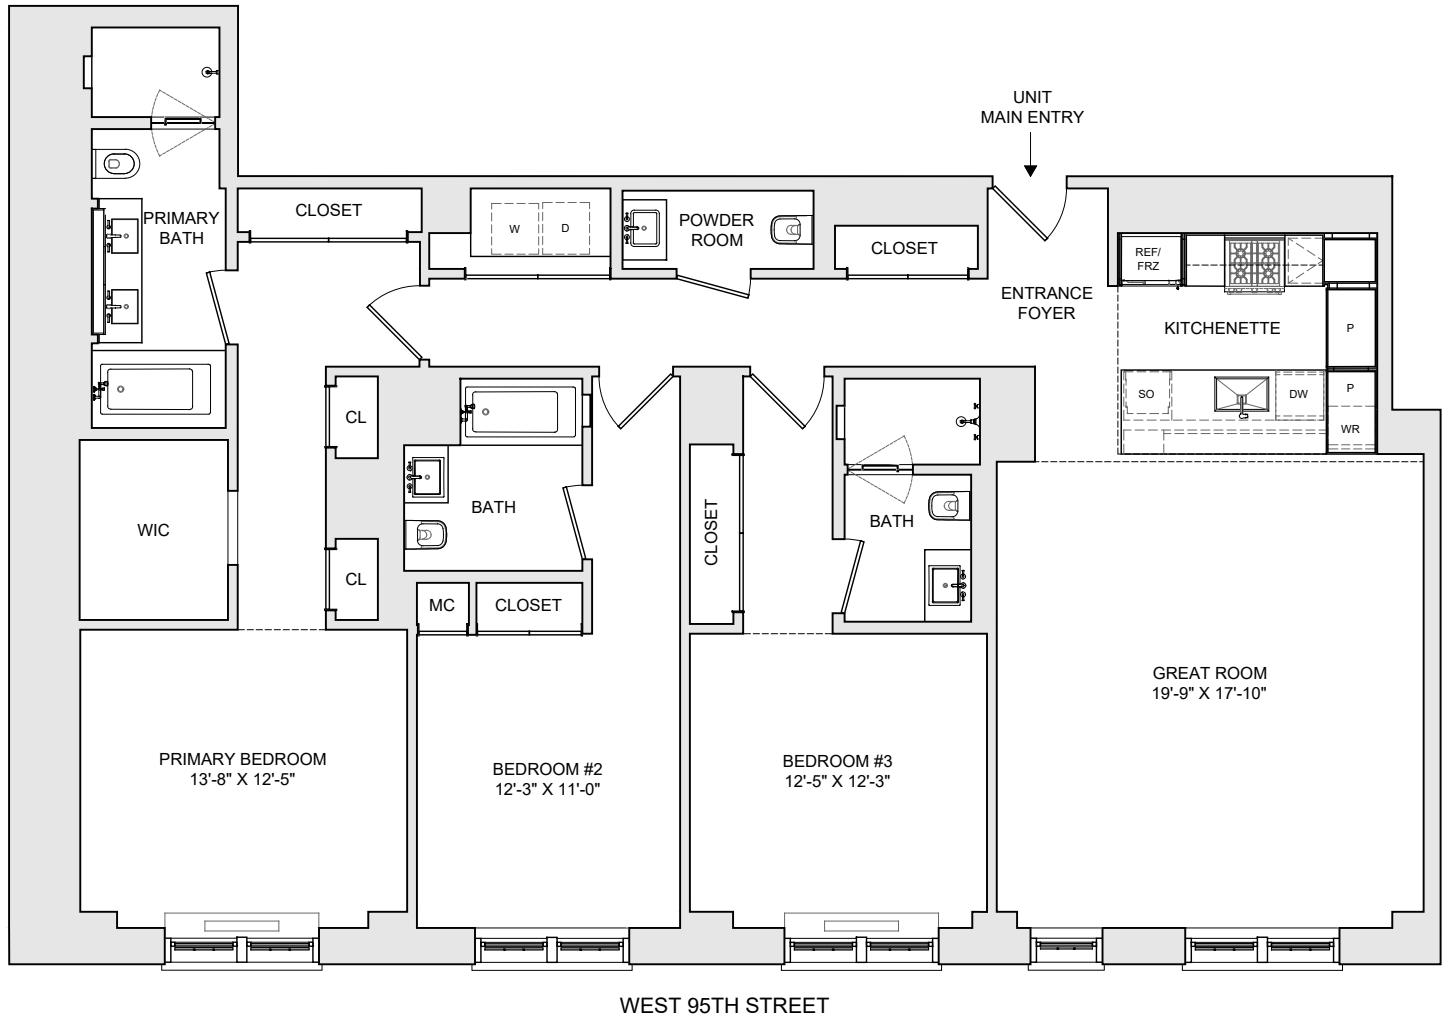 UNIT
MAIN ENTRY
CLOSET
PRIMARY
BATH
W
D
POWDER
ROOM
CLOSET
REF/
FRZ
ENTRANCE
FOYER
KITCHENETTE
P
SO
DW
P
WR
CL
WIC
BATH
CLOSET
BATH
CL
MC
CLOSET
GREAT ROOM
19'-9" X 17'-10"
PRIMARY BEDROOM
13'-8" X 12'-5"
BEDROOM #2
12'-3" X 11'-0"
BEDROOM #3
12'-5" X 12'-3"
WEST 95TH STREET